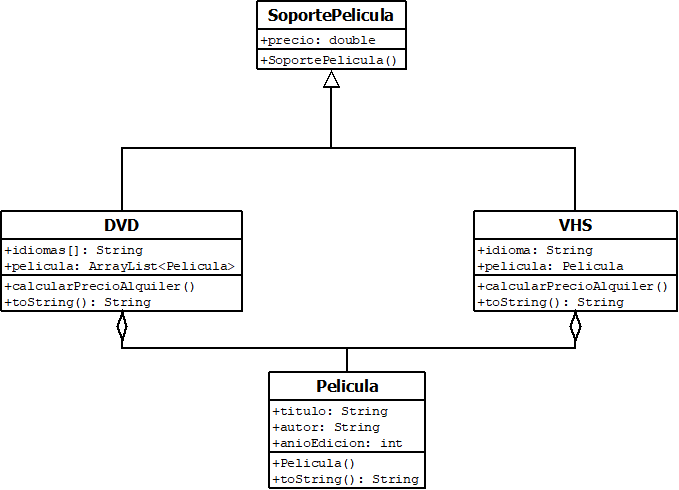 SoportePelicula
+precio: double
+SoportePelicula()
DVD
+idiomas[]: String
+pelicula: ArrayList<Pelicula>
+calcularPrecioAlquiler()
+toString(): String
VHS
+idioma: String
+pelicula: Pelicula
+calcularPrecioAlquiler()
+toString(): String
Pelicula
+titulo: String
+autor: String
+anioEdicion: int
+Pelicula()
+toString(): String